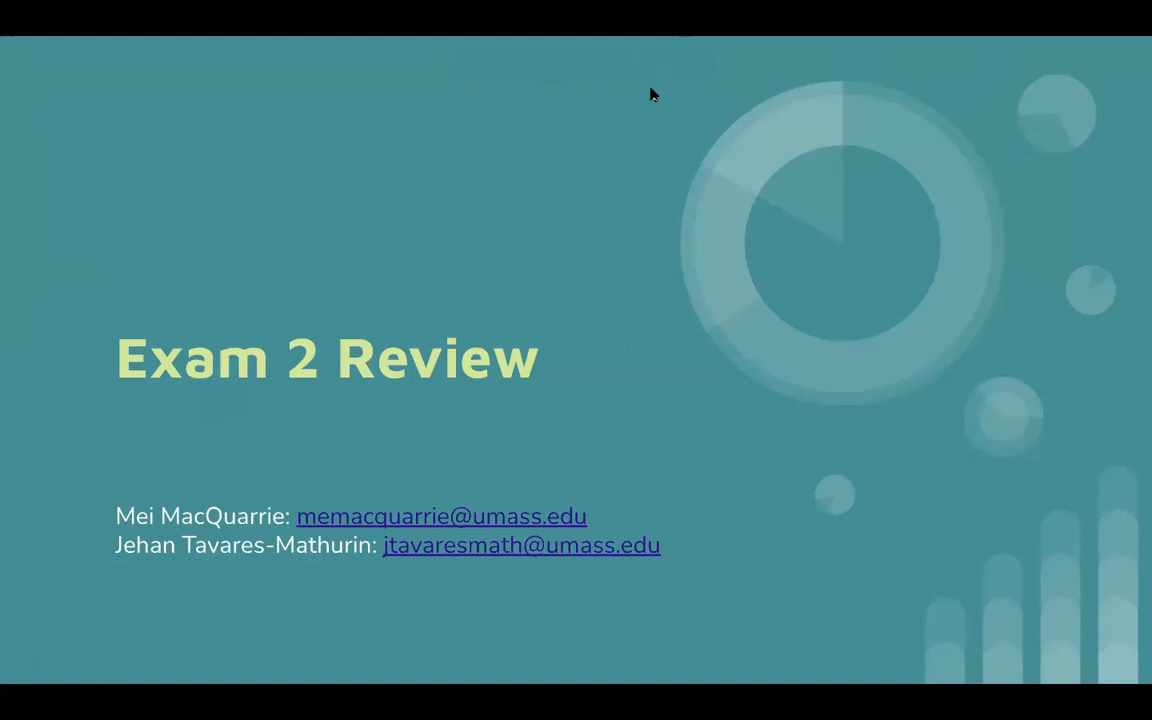 Exam 2 Review
Mei MacQuarrie: memacquarrie@umass.edu
Jehan Tavares-Mathurin: jtavaresmath@umass.edu